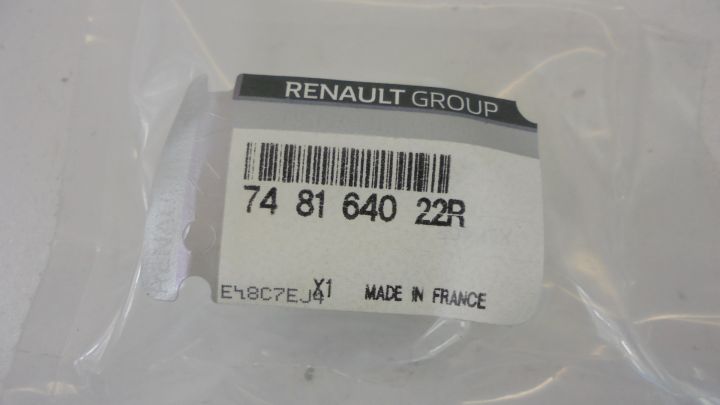 RENAULT GROUP
74 81 640 22R
E48C7EJ4 X1 MADE IN FRANCE